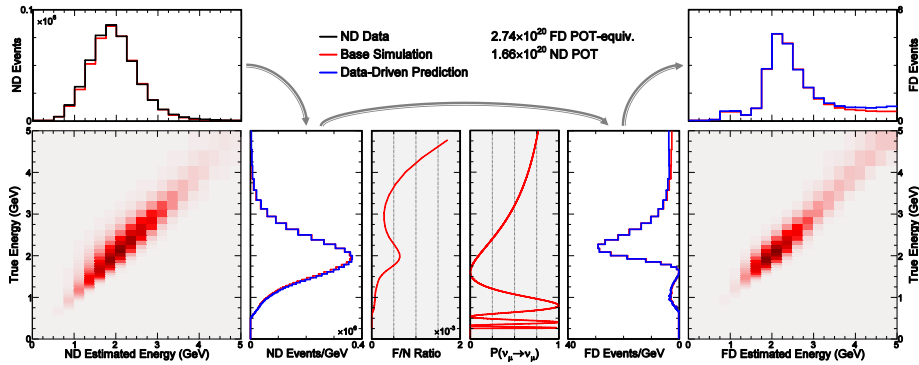 0.1
×10⁶
ND Events
0
ND Data
Base Simulation
Data-Driven Prediction
2.74×10²⁰ FD POT-equiv.
1.66×10²⁰ ND POT
6
FD Events
0
5
4
3
2
1
0
True Energy (GeV)
0 1 2 3 4 5
ND Estimated Energy (GeV)
×10⁶
0 0.4
ND Events/GeV
×10⁻³
0 2
F/N Ratio
0 1
P(νμ→νμ)
40 0
FD Events/GeV
5
4
3
2
1
0
True Energy (GeV)
0 1 2 3 4 5
FD Estimated Energy (GeV)